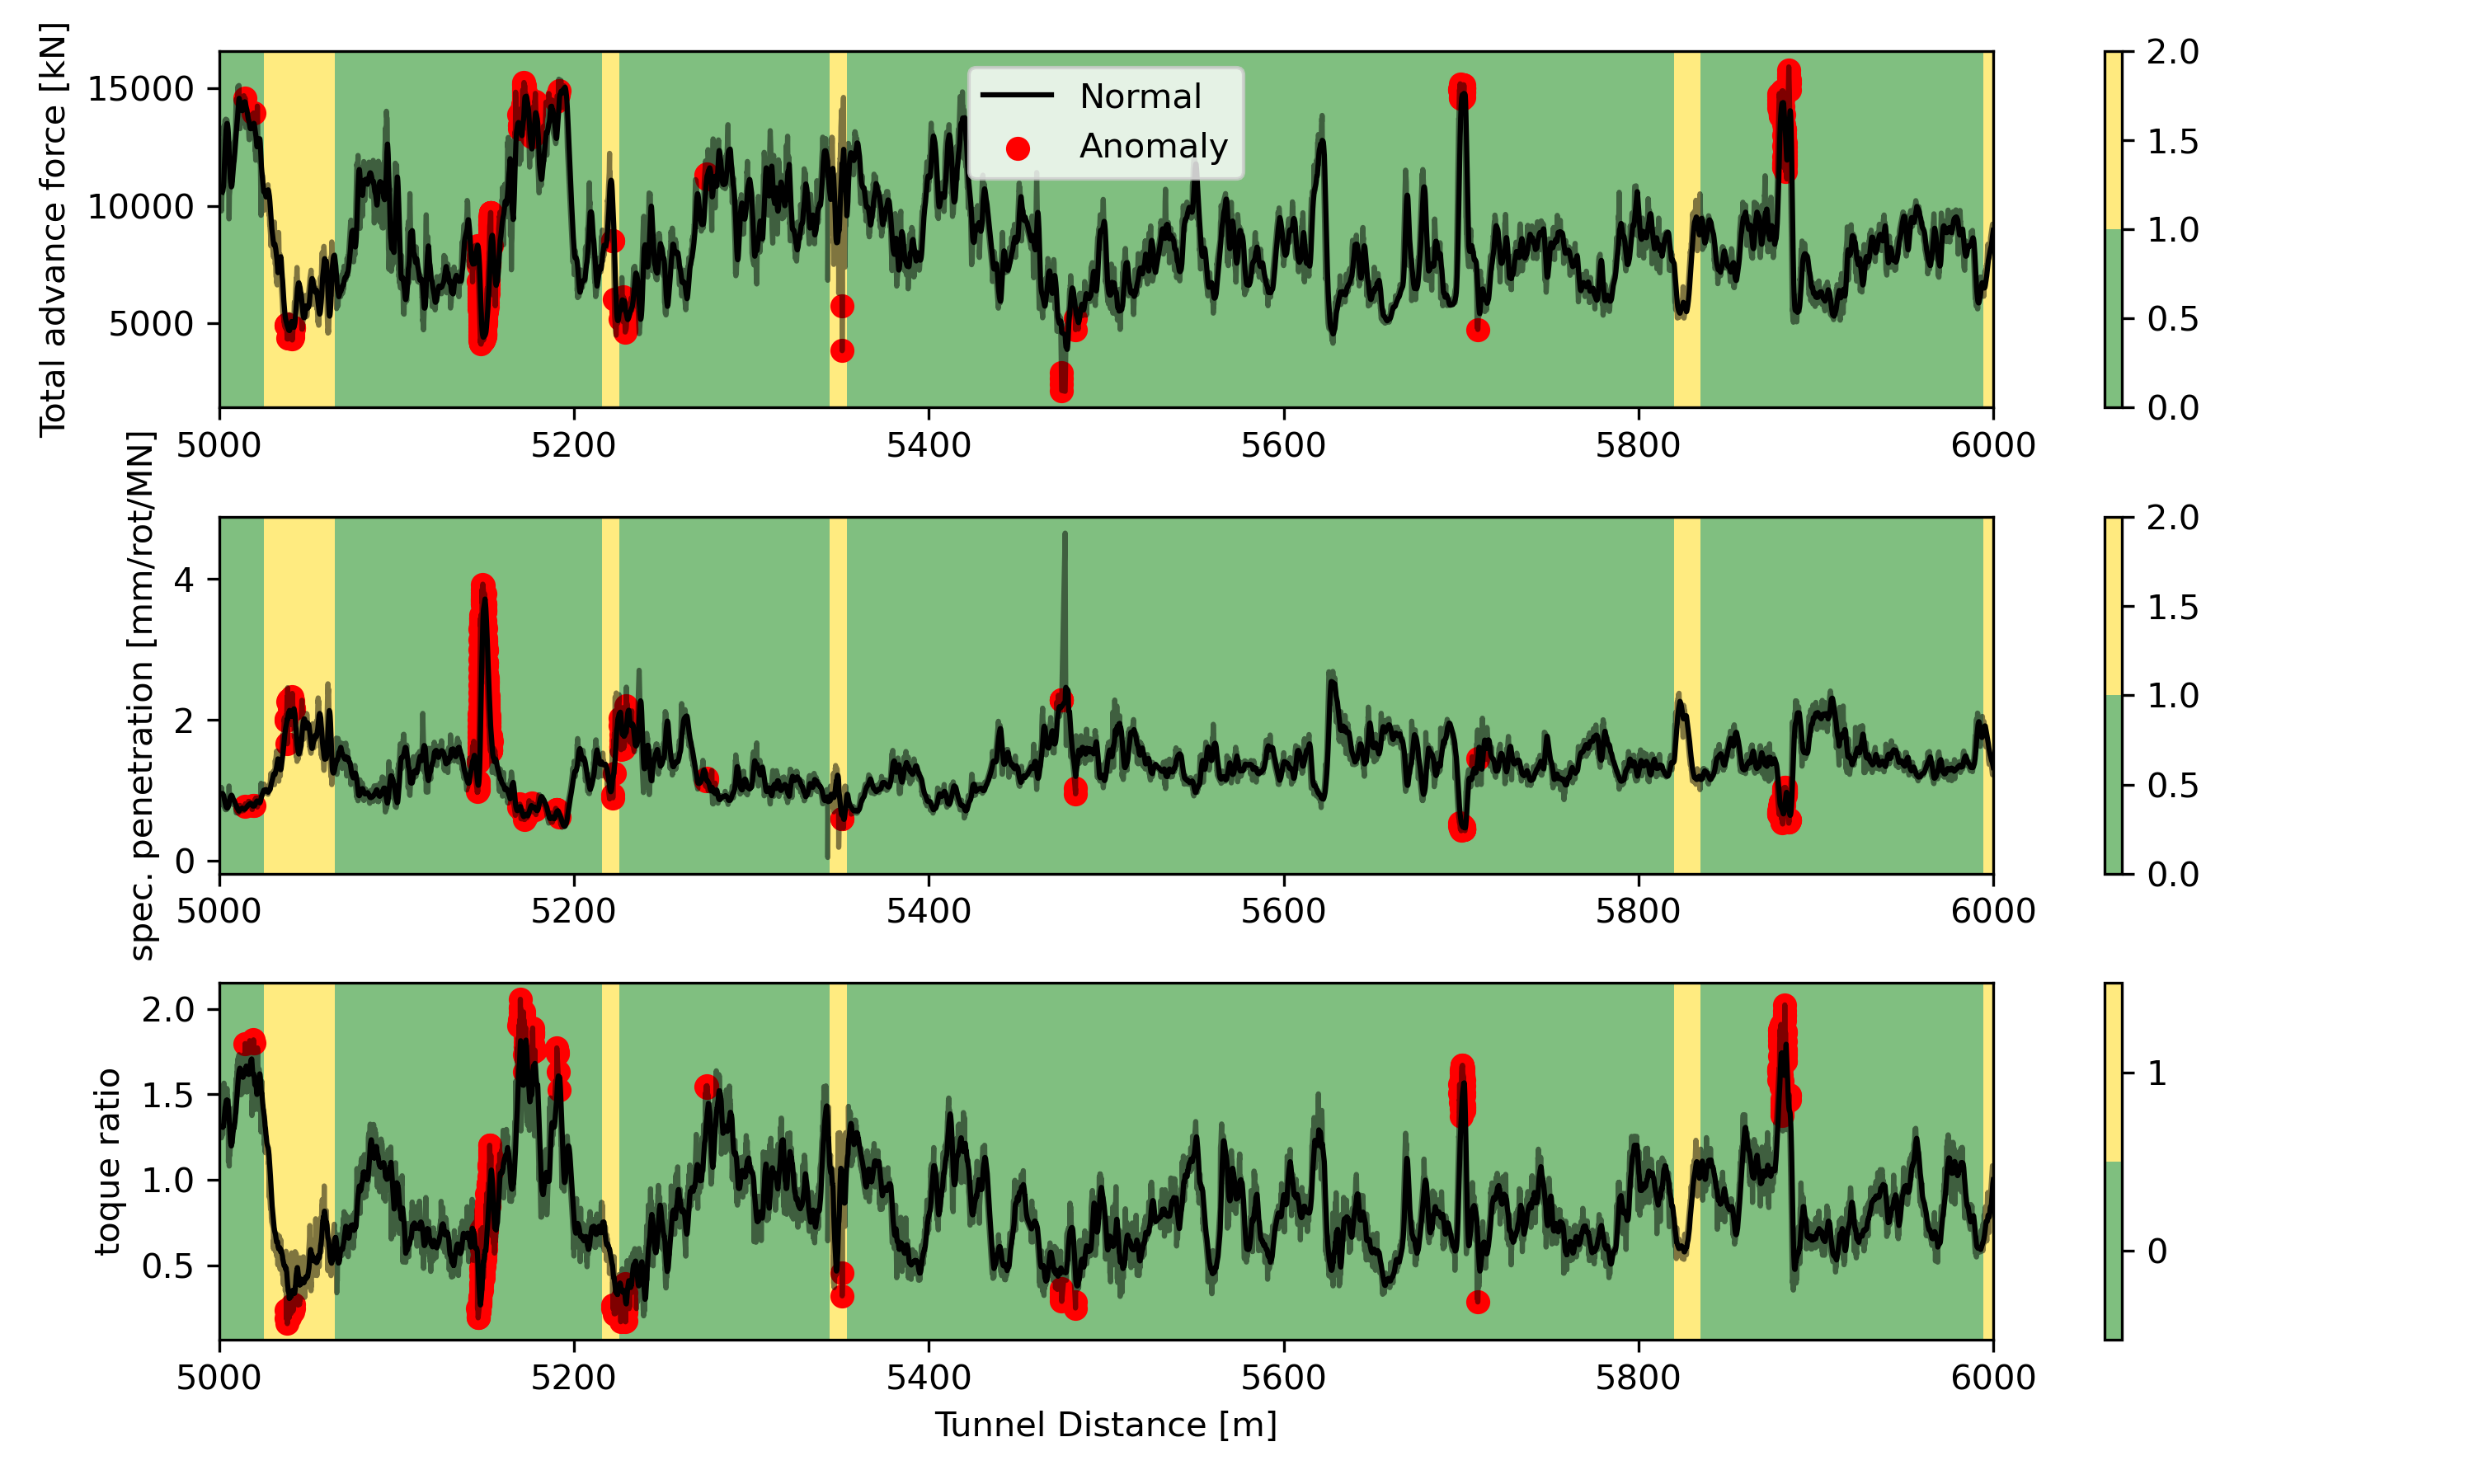 Total advance force [kN]
15000
10000
5000
Normal
Anomaly
5000 5200 5400 5600 5800 6000
2.0
1.5
1.0
0.5
0.0
spec. penetration [mm/rot/MN]
4
2
0
5000 5200 5400 5600 5800 6000
2.0
1.5
1.0
0.5
0.0
toque ratio
2.0
1.5
1.0
0.5
5000 5200 5400 5600 5800 6000
Tunnel Distance [m]
1
0